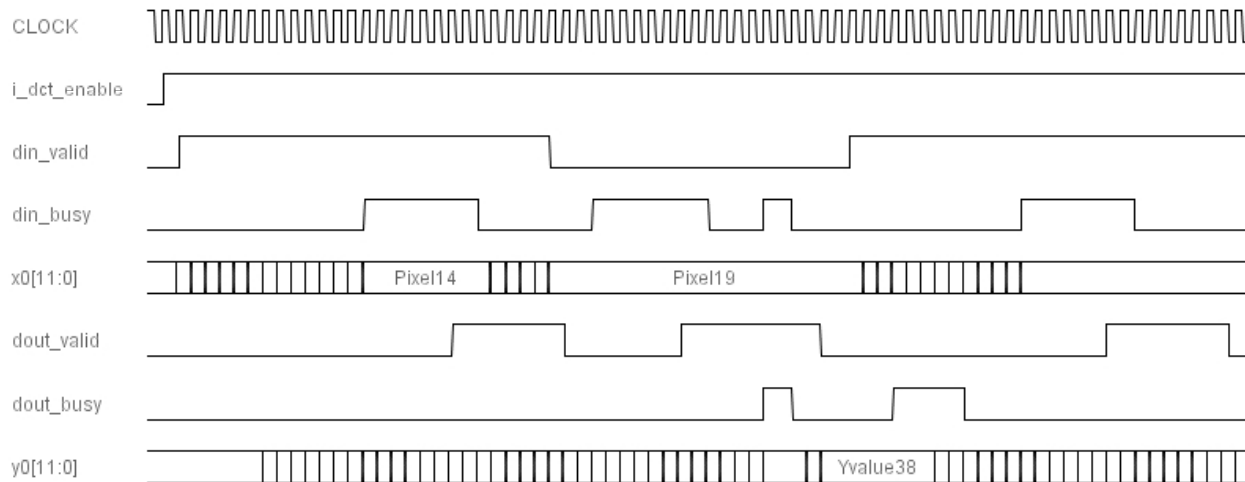 CLOCK
i_dct_enable
din_valid
din_busy
x0[11:0] Pixel14 Pixel19
dout_valid
dout_busy
y0[11:0] Yvalue38